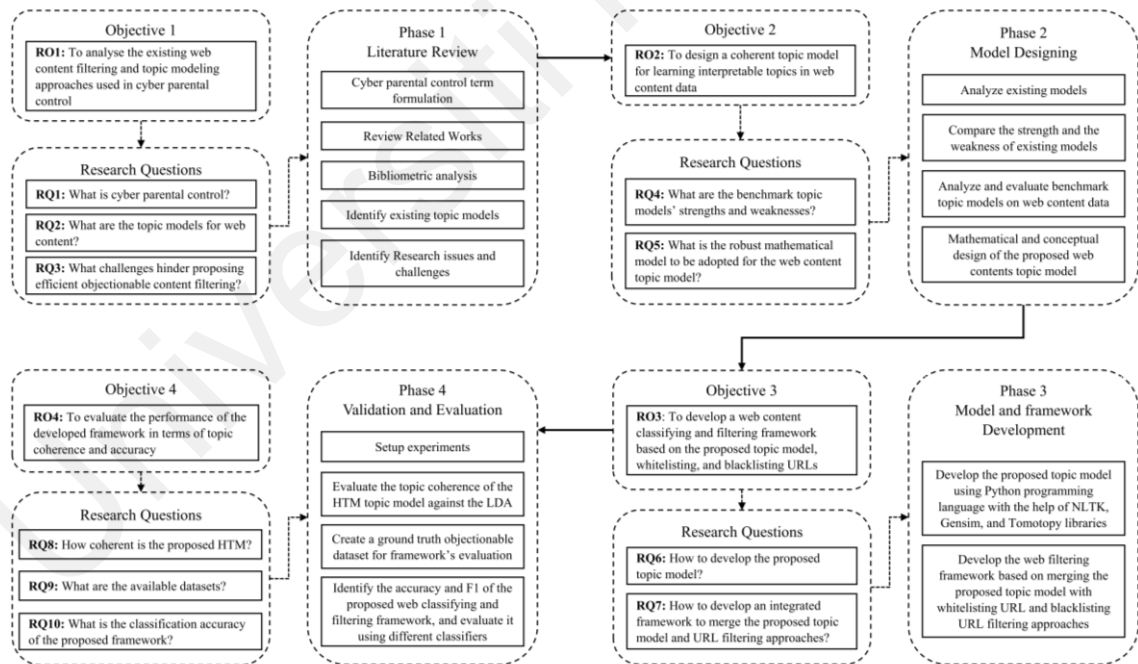 Objective 1
RO1: To analyse the existing web
content filtering and topic modeling
approaches used in cyber parental
control
Research Questions
RQ1: What is cyber parental control?
RQ2: What are the topic models for web
content?
RQ3: What challenges hinder proposing
efficient objectionable content filtering?
Phase 1
Literature Review
Cyber parental control term
formulation
Review Related Works
Bibliometric analysis
Identify existing topic models
Identify Research issues and
challenges
Objective 2
RO2: To design a coherent topic model
for learning interpretable topics in web
content data
Research Questions
RQ4: What are the benchmark topic
models' strengths and weaknesses?
RQ5: What is the robust mathematical
model to be adopted for the web content
topic model?
Phase 2
Model Designing
Analyze existing models
Compare the strength and the
weakness of existing models
Analyze and evaluate benchmark
topic models on web content data
Mathematical and conceptual
design of the proposed web
contents topic model
Objective 4
RO4: To evaluate the performance of the
developed framework in terms of topic
coherence and accuracy
Research Questions
RQ8: How coherent is the proposed HTM?
RQ9: What are the available datasets?
RQ10: What is the classification accuracy
of the proposed framework?
Phase 4
Validation and Evaluation
Setup experiments
Evaluate the topic coherence of the
HTM topic model against the LDA
Create a ground truth objectionable
dataset for framework's evaluation
Identify the accuracy and F1 of the
proposed web classifying and
filtering framework, and evaluate it
using different classifiers
Objective 3
RO3: To develop a web content
classifying and filtering framework
based on the proposed topic model,
whitelisting, and blacklisting URLs
Research Questions
RQ6: How to develop the proposed
topic model?
RQ7: How to develop an integrated
framework to merge the proposed topic
model and URL filtering approaches?
Phase 3
Model and framework
Development
Develop the proposed topic model
using Python programming
language with the help of NLTK,
Gensim, and Tomotopy libraries
Develop the web filtering
framework based on merging the
proposed topic model with
whitelisting URL and blacklisting
URL filtering approaches
Universiti